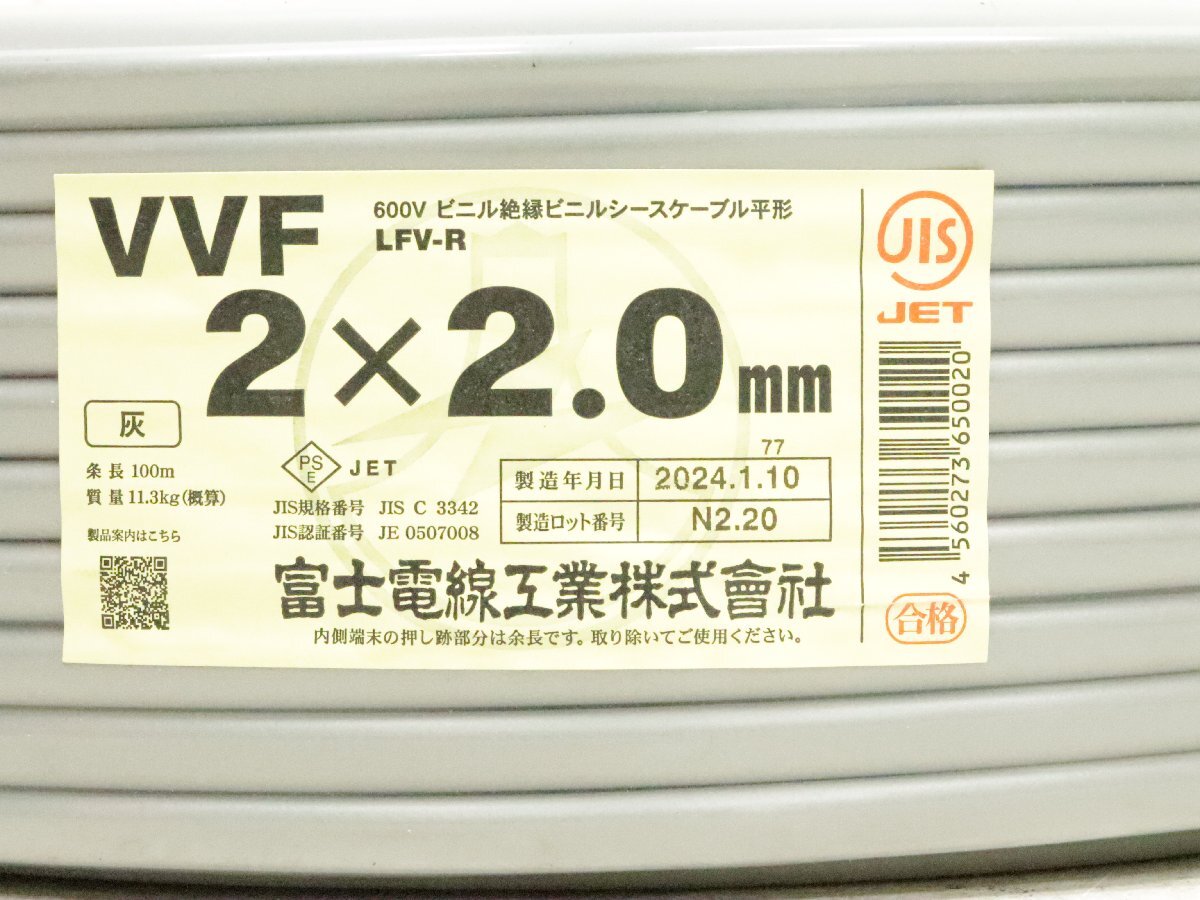 VVF
600V ビニル絶縁ビニルシースケーブル平形
LFV-R
2×2.0mm
灰
条長 100m
質量 11.3kg(概算)
製品案内はこちら
PS
E
JET
JIS規格番号 JIS C 3342
JIS認証番号 JE 0507008
77
製造年月日 2024.1.10
製造ロット番号 N2.20
富士電線工業株式會社
内側端末の押し跡部分は余長です。取り除いてご使用ください。
JIS
JET
4 560273 650020
合格